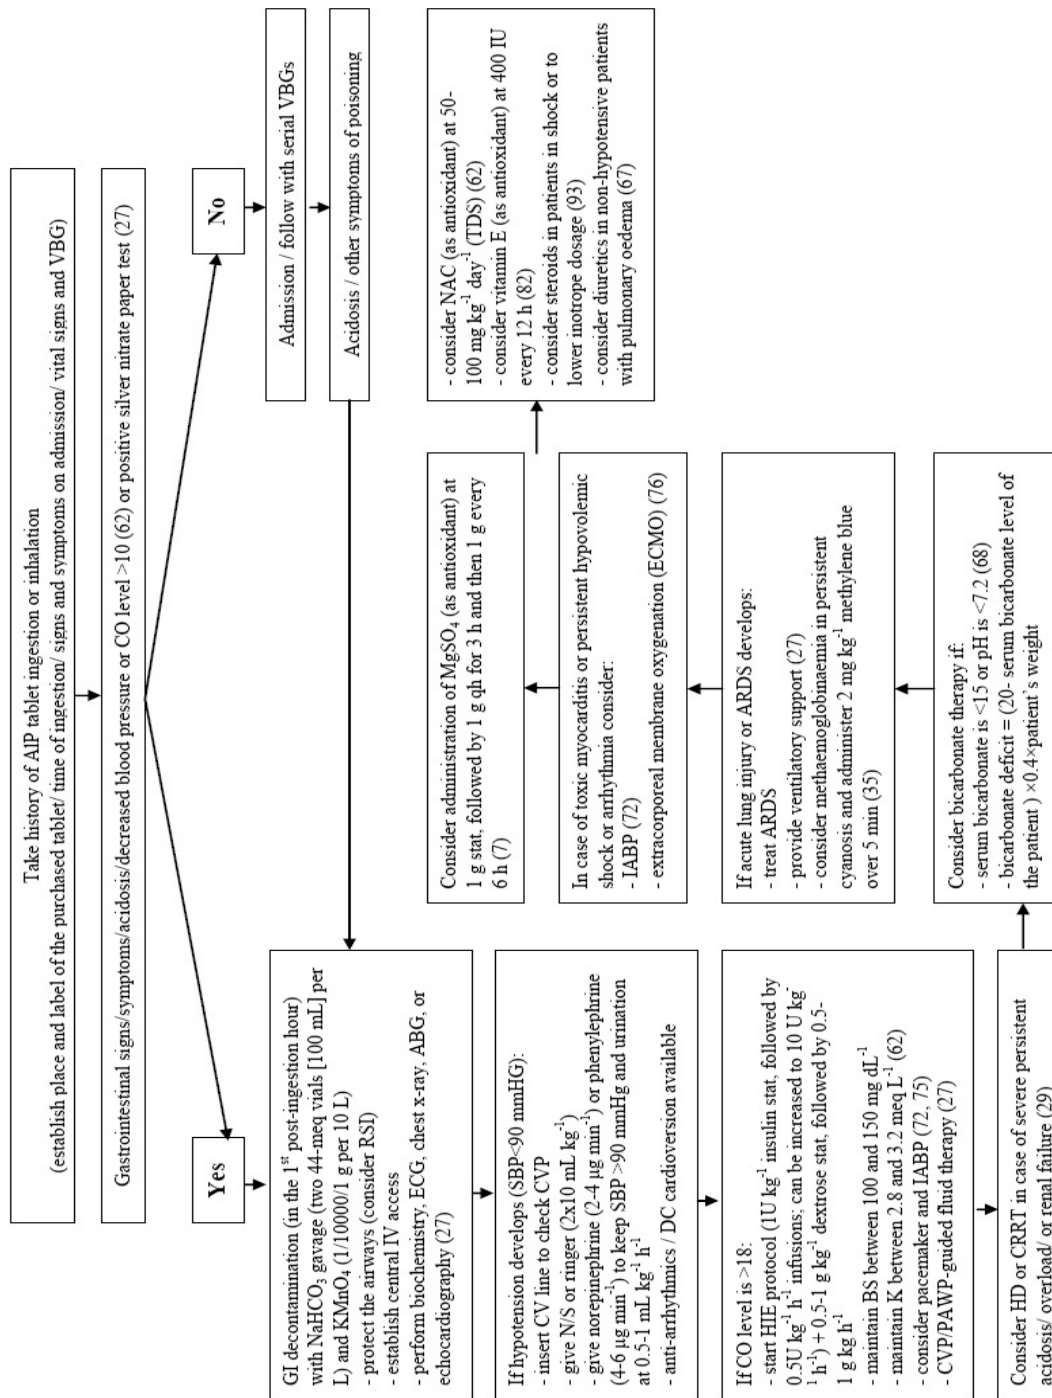 Take history of AlP tablet ingestion or inhalation
(establish place and label of the purchased tablet/ time of ingestion/ signs and symptoms on admission/ vital signs and VBG)
Gastrointestinal signs/symptoms/acidosis/decreased blood pressure or CO level >10 (62) or positive silver nitrate paper test (27)
Yes
No
Admission / follow with serial VBGs
Acidosis / other symptoms of poisoning
GI decontamination (in the 1st post-ingestion hour)
with NaHCO3 gavage (two 44-meq vials [100 mL] per
L) and KMnO4 (1/10000/1 g per 10 L)
- protect the airways (consider RSI)
- establish central IV access
- perform biochemistry, ECG, chest x-ray, ABG, or
echocardiography (27)
If hypotension develops (SBP<90 mmHG):
- insert CV line to check CVP
- give N/S or ringer (2x10 mL kg-1)
- give norepinephrine (2-4 µg min-1) or phenylephrine
(4-6 µg min-1) to keep SBP >90 mmHg and urination
at 0.5-1 mL kg-1 h-1
- anti-arrhythmics / DC cardioversion available
If CO level is >18:
- start HIE protocol (1U kg-1 insulin stat, followed by
0.5U kg-1 h-1 infusions; can be increased to 10 U kg-
1 h-1) + 0.5-1 g kg-1 dextrose stat, followed by 0.5-
1 g kg h-1
- maintain BS between 100 and 150 mg dL-1
- maintain K between 2.8 and 3.2 meq L-1 (62)
- consider pacemaker and IABP (72, 75)
- CVP/PAWP-guided fluid therapy (27)
Consider HD or CRRT in case of severe persistent
acidosis/ overload/ or renal failure (29)
Consider bicarbonate therapy if:
- serum bicarbonate is <15 or pH is <7.2 (68)
- bicarbonate deficit = (20- serum bicarbonate level of
the patient ) ×0.4×patient's weight
If acute lung injury or ARDS develops:
- treat ARDS
- provide ventilatory support (27)
- consider methaemoglobinaemia in persistent
cyanosis and administer 2 mg kg-1 methylene blue
over 5 min (35)
In case of toxic myocarditis or persistent hypovolemic
shock or arrhythmia consider:
- IABP (72)
- extracorporeal membrane oxygenation (ECMO) (76)
Consider administration of MgSO4 (as antioxidant) at
1 g stat, followed by 1 g qh for 3 h and then 1 g every
6 h (7)
- consider NAC (as antioxidant) at 50-
100 mg kg-1 day-1 (TDS) (62)
- consider vitamin E (as antioxidant) at 400 IU
every 12 h (82)
- consider steroids in patients in shock or to
lower inotrope dosage (93)
- consider diuretics in non-hypotensive patients
with pulmonary oedema (67)